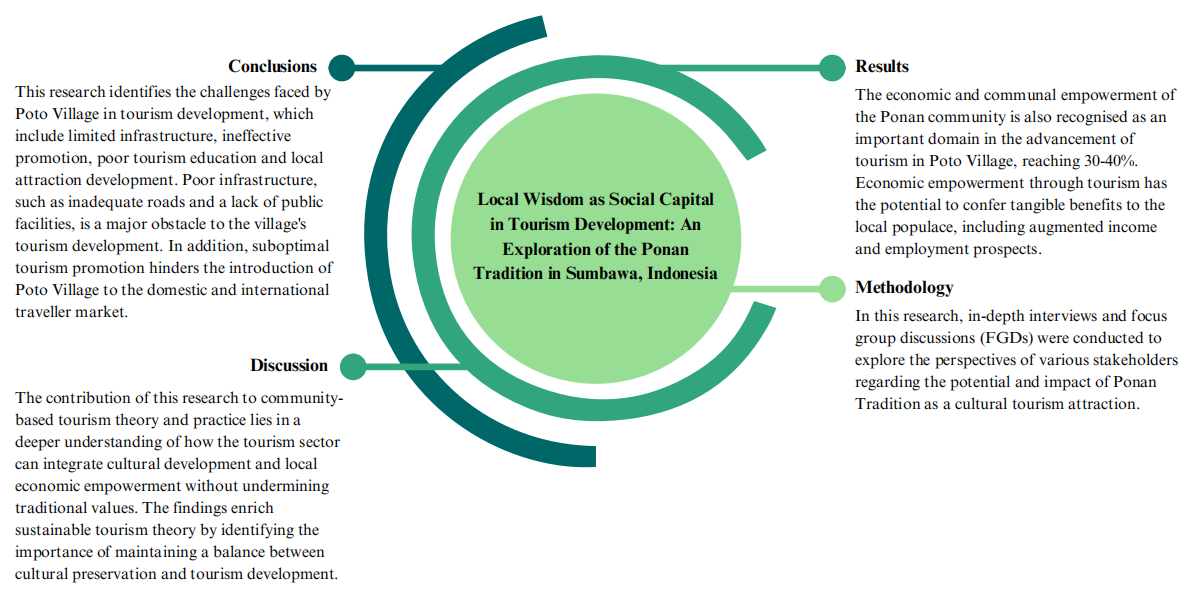 Local Wisdom as Social Capital
in Tourism Development: An
Exploration of the Ponan
Tradition in Sumbawa, Indonesia
Conclusions
This research identifies the challenges faced by
Poto Village in tourism development, which
include limited infrastructure, ineffective
promotion, poor tourism education and local
attraction development. Poor infrastructure,
such as inadequate roads and a lack of public
facilities, is a major obstacle to the village's
tourism development. In addition, suboptimal
tourism promotion hinders the introduction of
Poto Village to the domestic and international
traveller market.
Discussion
The contribution of this research to community-
based tourism theory and practice lies in a
deeper understanding of how the tourism sector
can integrate cultural development and local
economic empowerment without undermining
traditional values. The findings enrich
sustainable tourism theory by identifying the
importance of maintaining a balance between
cultural preservation and tourism development.
Results
The economic and communal empowerment of
the Ponan community is also recognised as an
important domain in the advancement of
tourism in Poto Village, reaching 30-40%.
Economic empowerment through tourism has
the potential to confer tangible benefits to the
local populace, including augmented income
and employment prospects.
Methodology
In this research, in-depth interviews and focus
group discussions (FGDs) were conducted to
explore the perspectives of various stakeholders
regarding the potential and impact of Ponan
Tradition as a cultural tourism attraction.